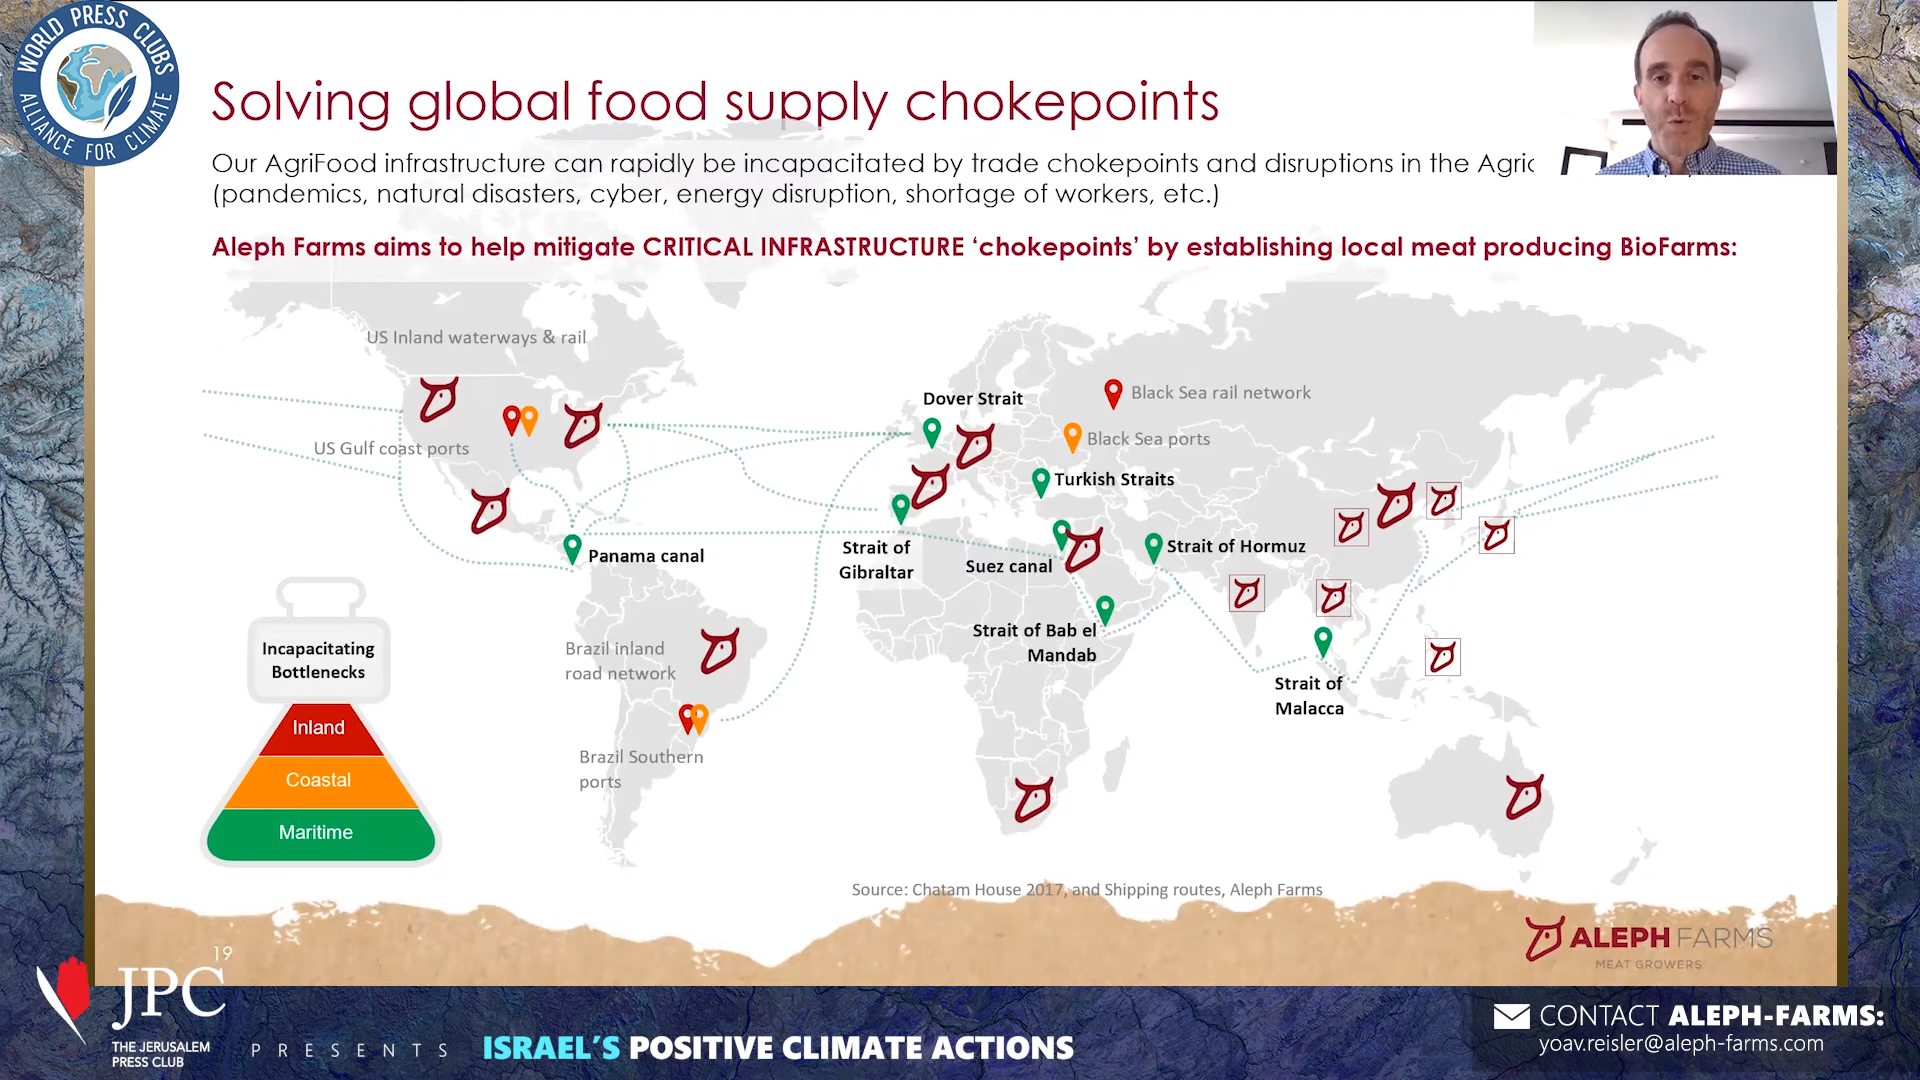 WORLD PRESS CLUBS
ALLIANCE FOR CLIMATE
Solving global food supply chokepoints
Our AgriFood infrastructure can rapidly be incapacitated by trade chokepoints and disruptions in the
(pandemics, natural disasters, cyber, energy disruption, shortage of workers, etc.)
Aleph Farms aims to help mitigate CRITICAL INFRASTRUCTURE ‘chokepoints’ by establishing local meat producing BioFarms:
US Inland waterways & rail
US Gulf coast ports
Panama canal
Brazil inland
road network
Brazil Southern
ports
Dover Strait
Black Sea rail network
Black Sea ports
Turkish Straits
Strait of
Gibraltar
Suez canal
Strait of Hormuz
Strait of Bab el
Mandab
Strait of
Malacca
Incapacitating
Bottlenecks
Inland
Coastal
Maritime
Source: Chatam House 2017, and Shipping routes, Aleph Farms
ALEPH FARMS
MEAT GROWERS
19
JPC
THE JERUSALEM
PRESS CLUB
PRESENTS
ISRAEL’S POSITIVE CLIMATE ACTIONS
CONTACT ALEPH-FARMS:
yoav.reisler@aleph-farms.com